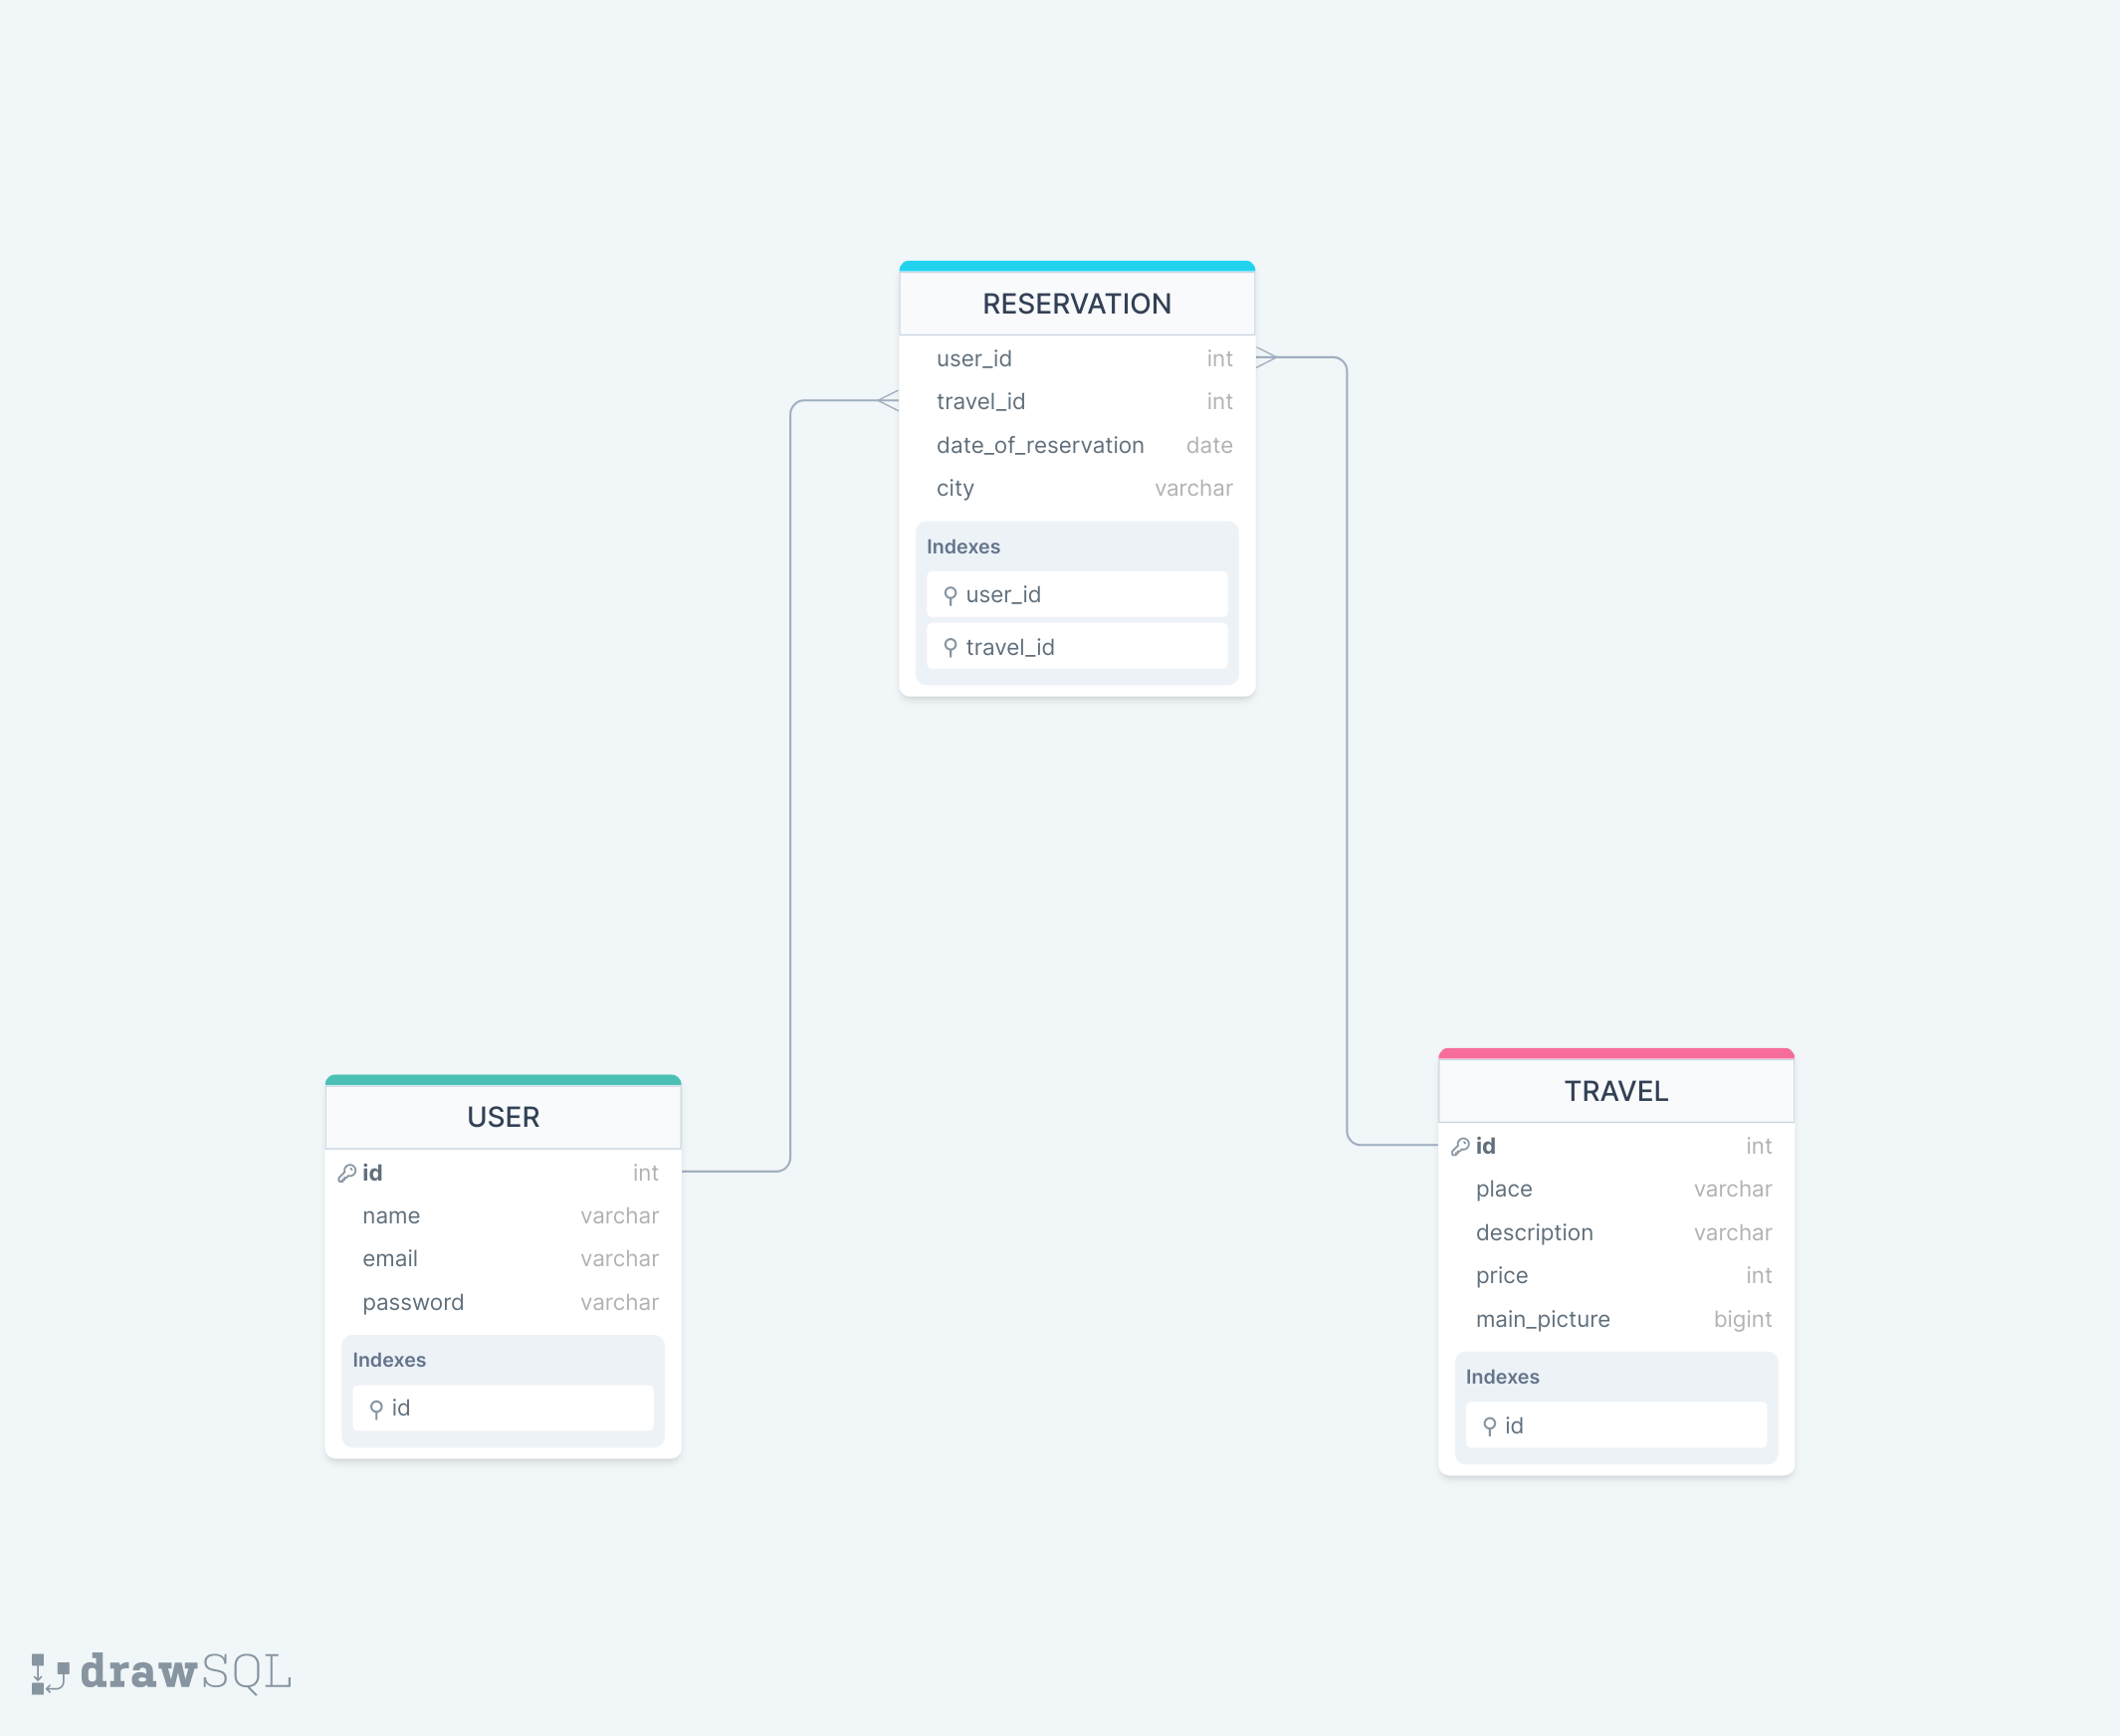 RESERVATION
user_id int
travel_id int
date_of_reservation date
city varchar
Indexes
user_id
travel_id
USER
id int
name varchar
email varchar
password varchar
Indexes
id
TRAVEL
id int
place varchar
description varchar
price int
main_picture bigint
Indexes
id
drawSQL